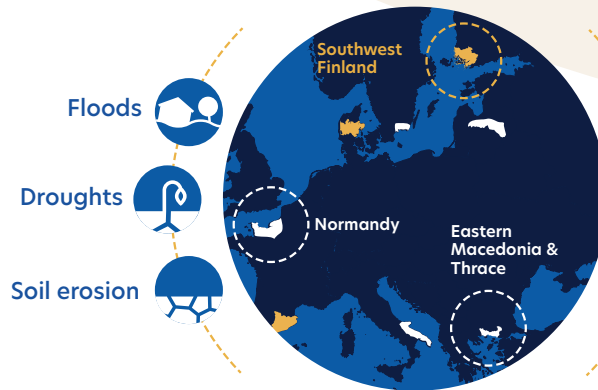 Southwest
Finland
Floods
Droughts
Normandy
Eastern
Macedonia &
Thrace
Soil erosion